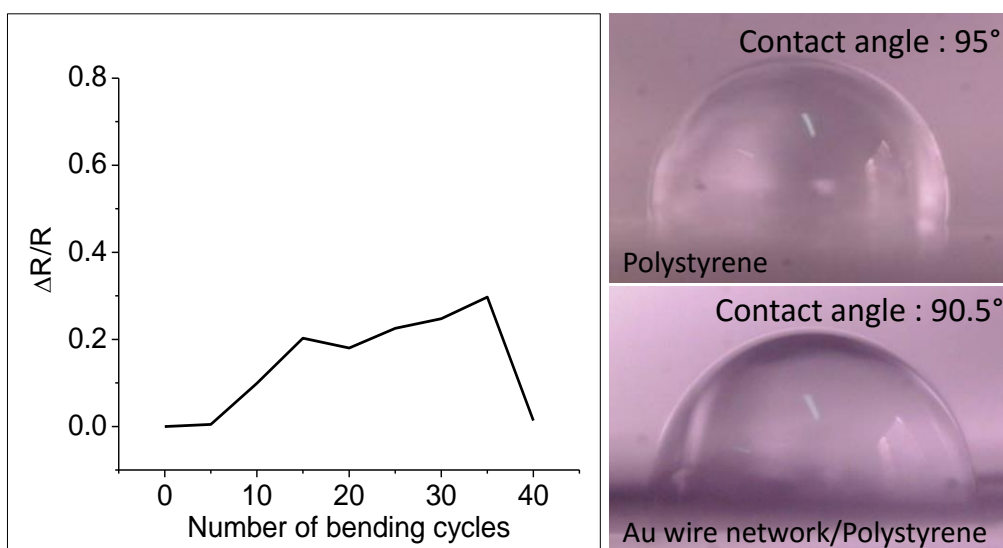 0.8
0.6
0.4
0.2
0.0
ΔR/R
0 10 20 30 40
Number of bending cycles
Contact angle : 95°
Polystyrene
Contact angle : 90.5°
Au wire network/Polystyrene